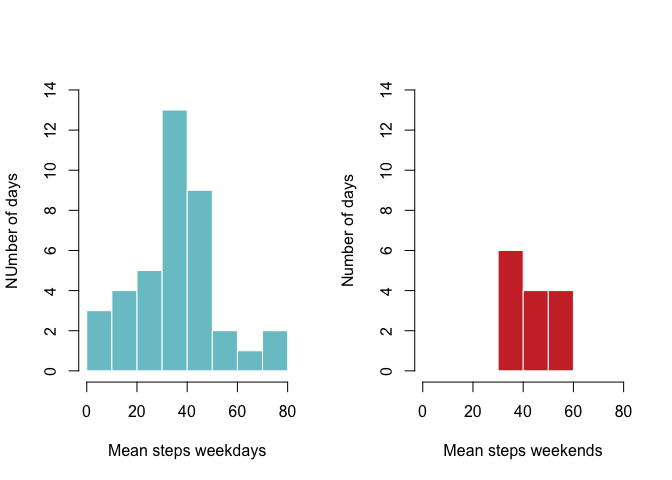 NUmber of days
0 2 4 6 8 10 12 14
0 20 40 60 80
Mean steps weekdays
Number of days
0 2 4 6 8 10 12 14
0 20 40 60 80
Mean steps weekends